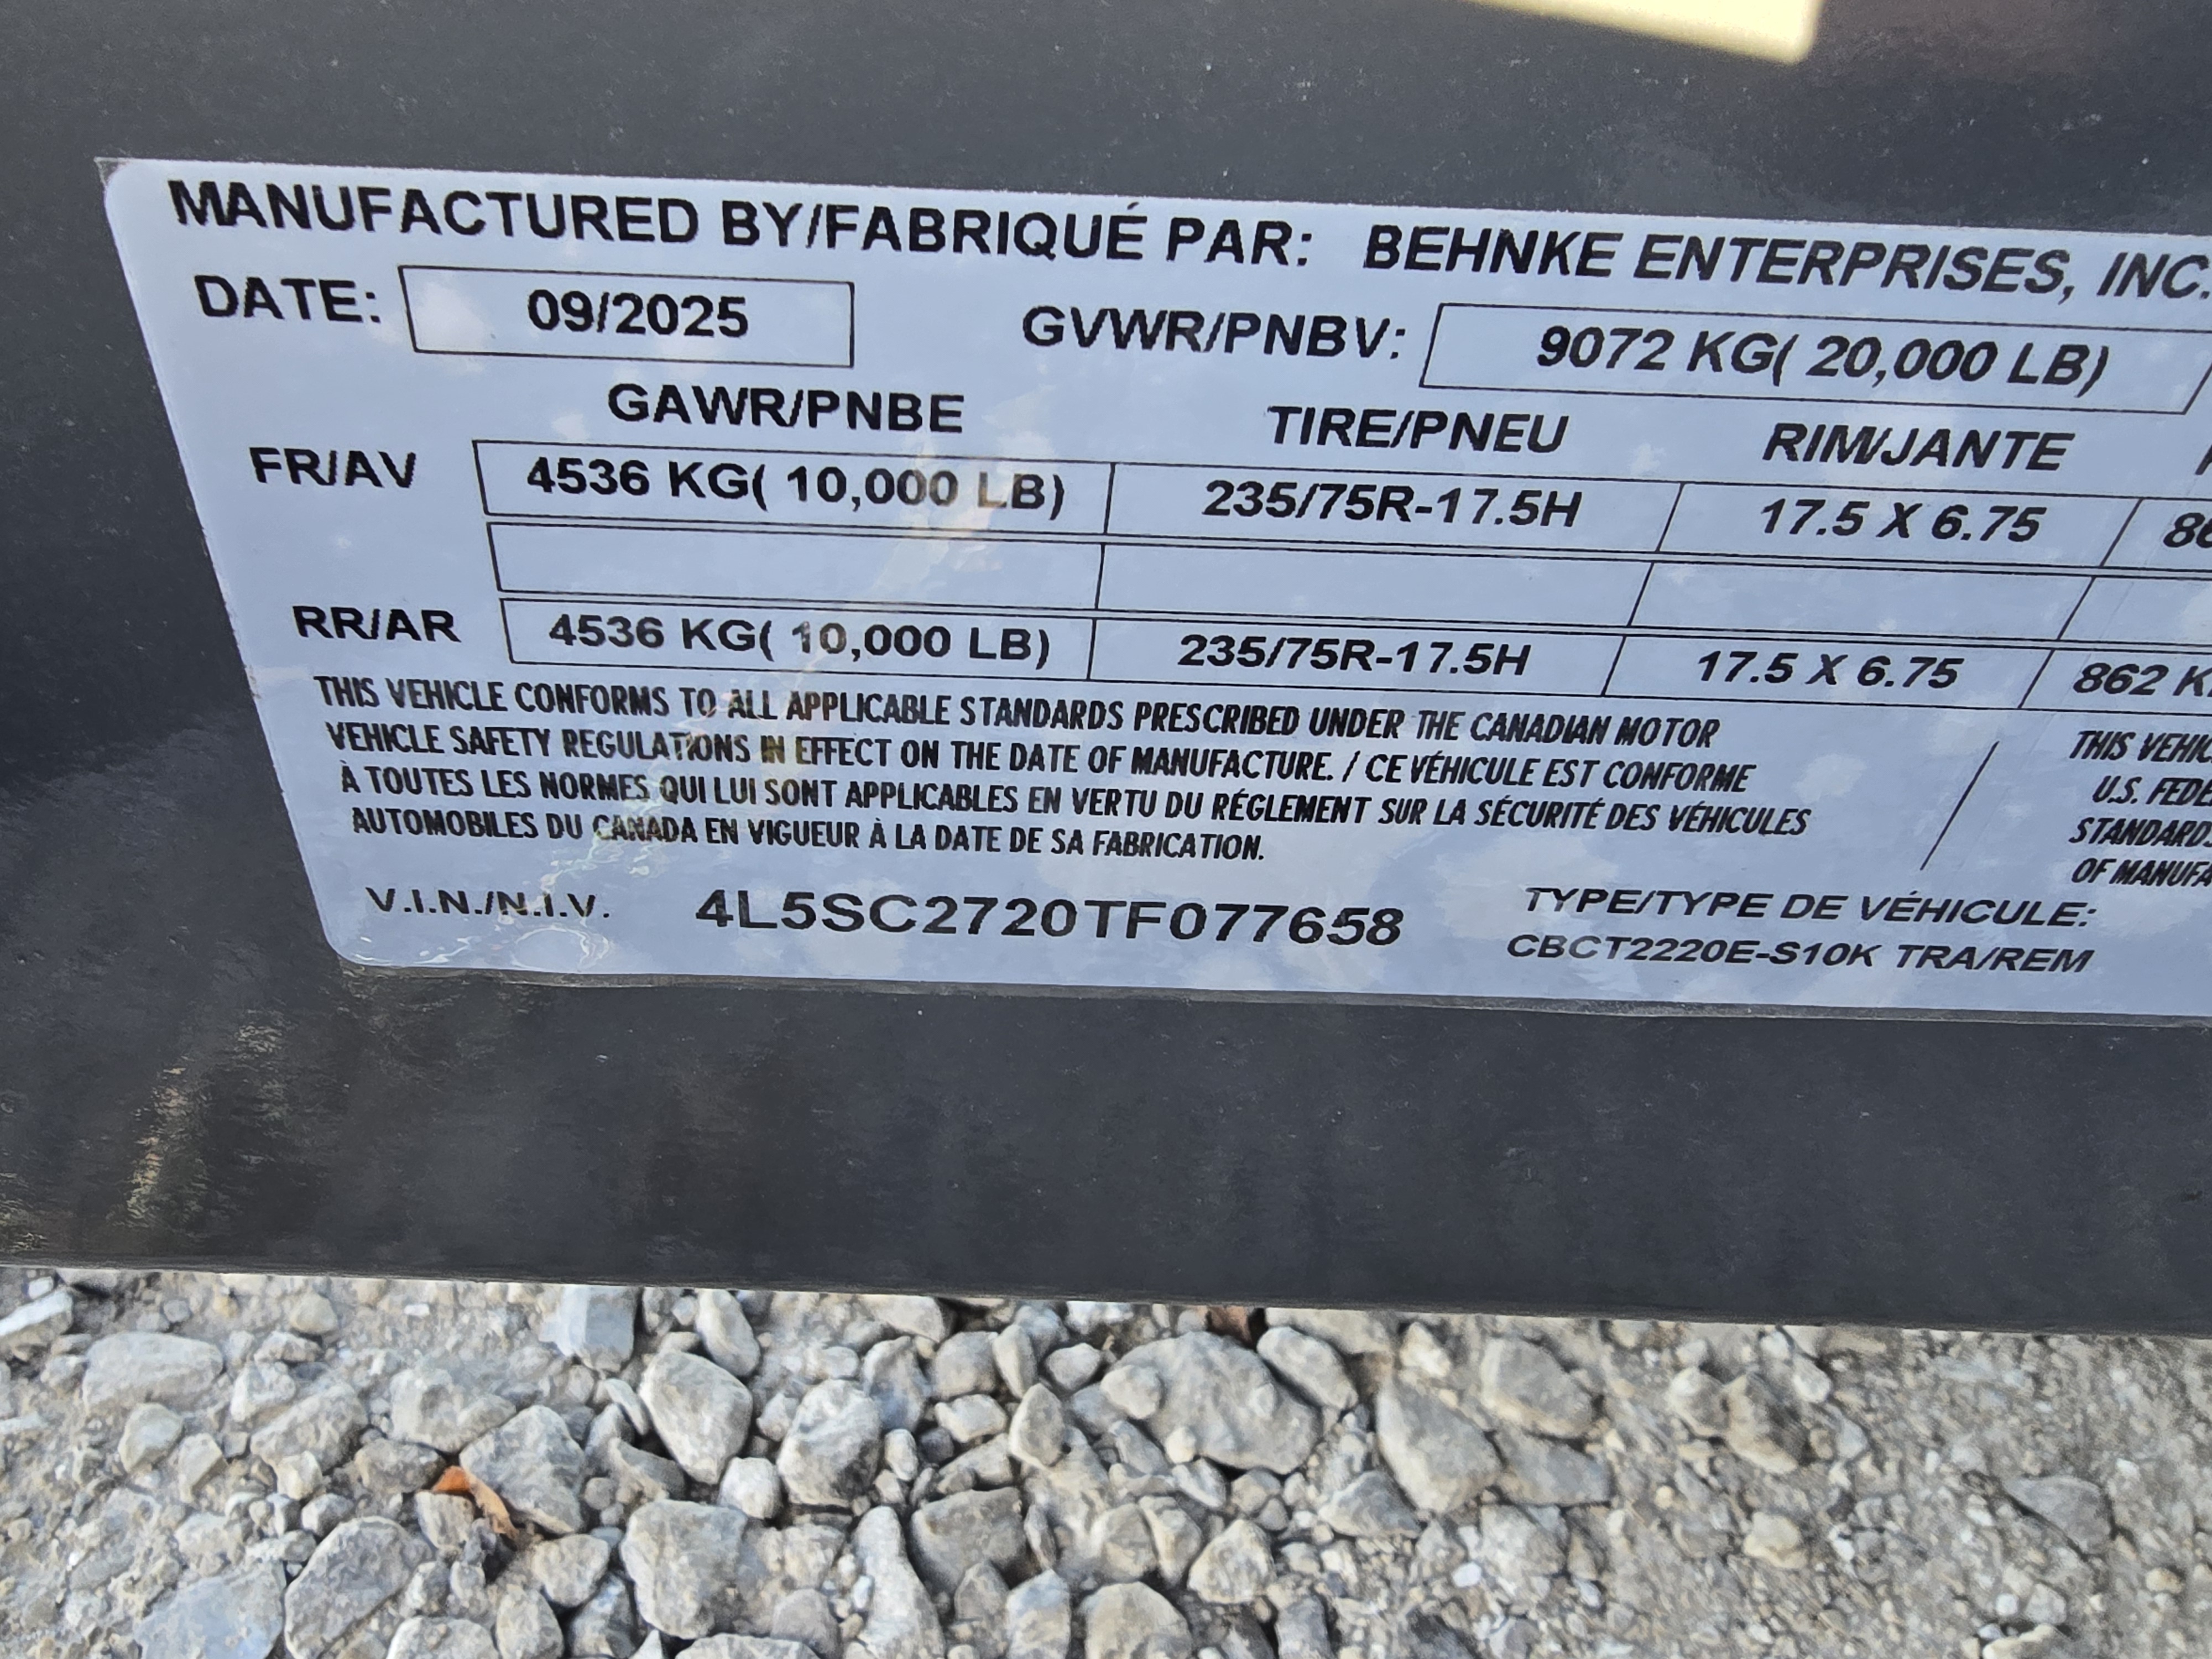 MANUFACTURED BY/FABRIQUÉ PAR: BEHNKE ENTERPRISES, INC.
DATE: 09/2025 GVWR/PNBV: 9072 KG( 20,000 LB)
GAWR/PNBE TIRE/PNEU RIM/JANTE
FR/AV 4536 KG( 10,000 LB) 235/75R-17.5H 17.5 X 6.75
RR/AR 4536 KG( 10,000 LB) 235/75R-17.5H 17.5 X 6.75 862
THIS VEHICLE CONFORMS TO ALL APPLICABLE STANDARDS PRESCRIBED UNDER THE CANADIAN MOTOR
VEHICLE SAFETY REGULATIONS IN EFFECT ON THE DATE OF MANUFACTURE. / CE VÉHICULE EST CONFORME
À TOUTES LES NORMES QUI LUI SONT APPLICABLES EN VERTU DU RÉGLEMENT SUR LA SÉCURITÉ DES VÉHICULES
AUTOMOBILES DU CANADA EN VIGUEUR À LA DATE DE SA FABRICATION.
THIS
U.S.
OF
V.I.N./N.I.V. 4L5SC2720TF077658
TYPE/TYPE DE VÉHICULE:
CBCT2220E-S10K TRA/REM